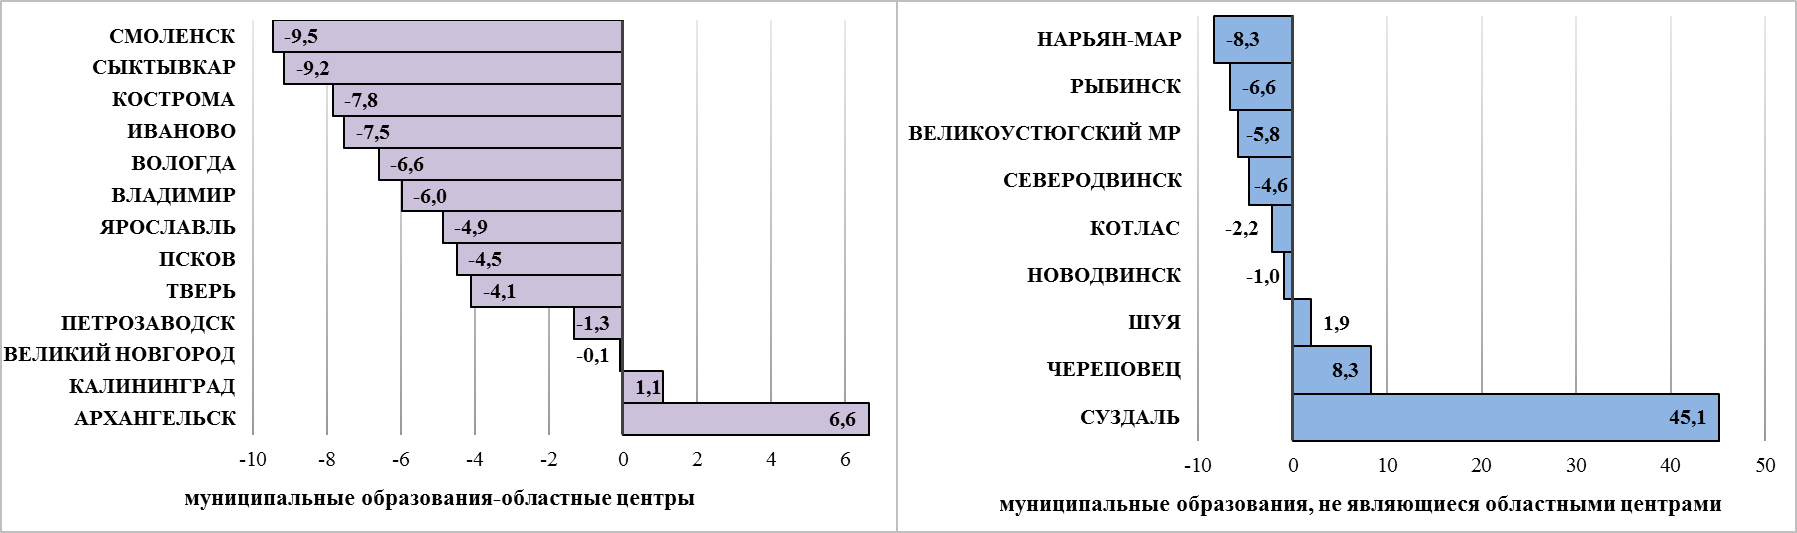 СМОЛЕНСК -9,5
СЫКТЫВКАР -9,2
КОСТРОМА -7,8
ИВАНОВО -7,5
ВОЛОГДА -6,6
ВЛАДИМИР -6,0
ЯРОСЛАВЛЬ -4,9
ПСКОВ -4,5
ТВЕРЬ -4,1
ПЕТРОЗАВОДСК -1,3
ВЕЛИКИЙ НОВГОРОД -0,1
КАЛИНИНГРАД 1,1
АРХАНГЕЛЬСК 6,6
-10 -8 -6 -4 -2 0 2 4 6
муниципальные образования-областные центры
НАРЬЯН-МАР -8,3
РЫБИНСК -6,6
ВЕЛИКОУСТЮГСКИЙ МР -5,8
СЕВЕРОДВИНСК -4,6
КОТЛАС -2,2
НОВОДВИНСК -1,0
ШУЯ 1,9
ЧЕРЕПОВЕЦ 8,3
СУЗДАЛЬ 45,1
-10 0 10 20 30 40 50
муниципальные образования, не являющиеся областными центрами